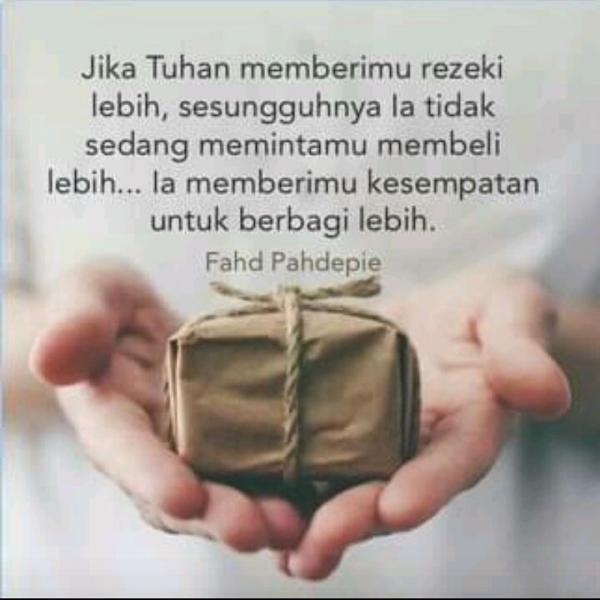 Jika Tuhan memberimu rezeki
lebih, sesungguhnya Ia tidak
sedang memintamu membeli
lebih... Ia memberimu kesempatan
untuk berbagi lebih.
Fahd Pahdepie